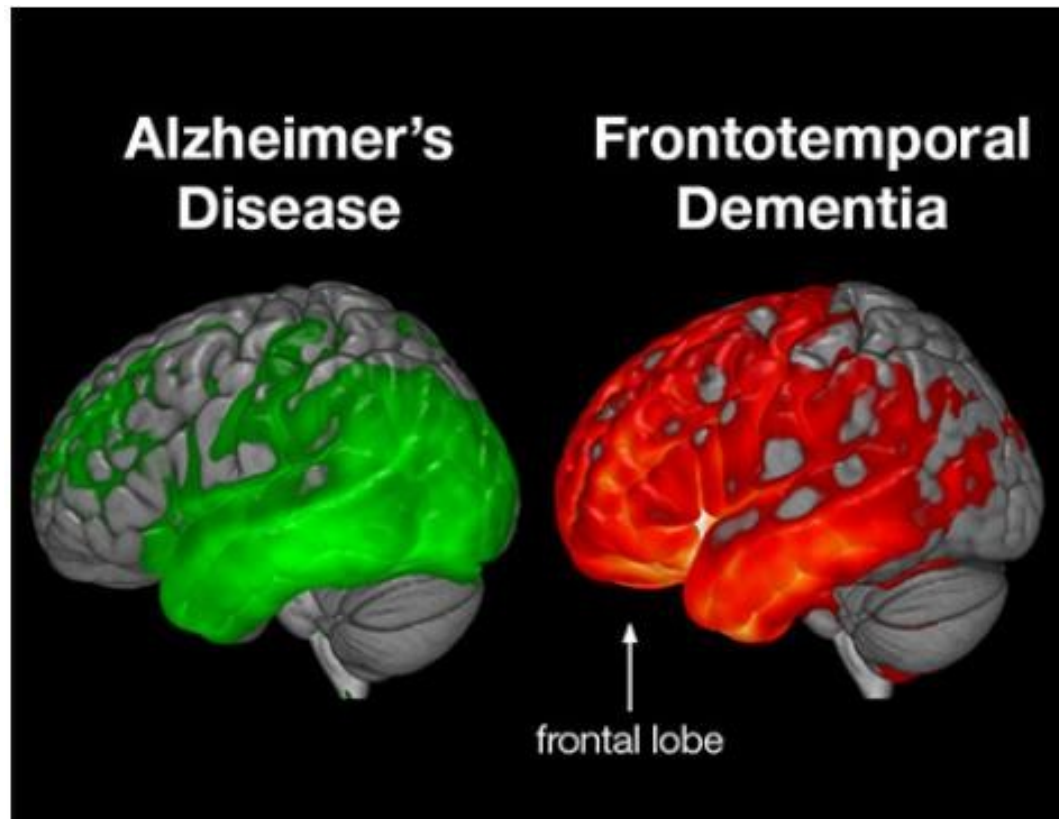 Alzheimer's
Disease
Frontotemporal
Dementia
frontal lobe